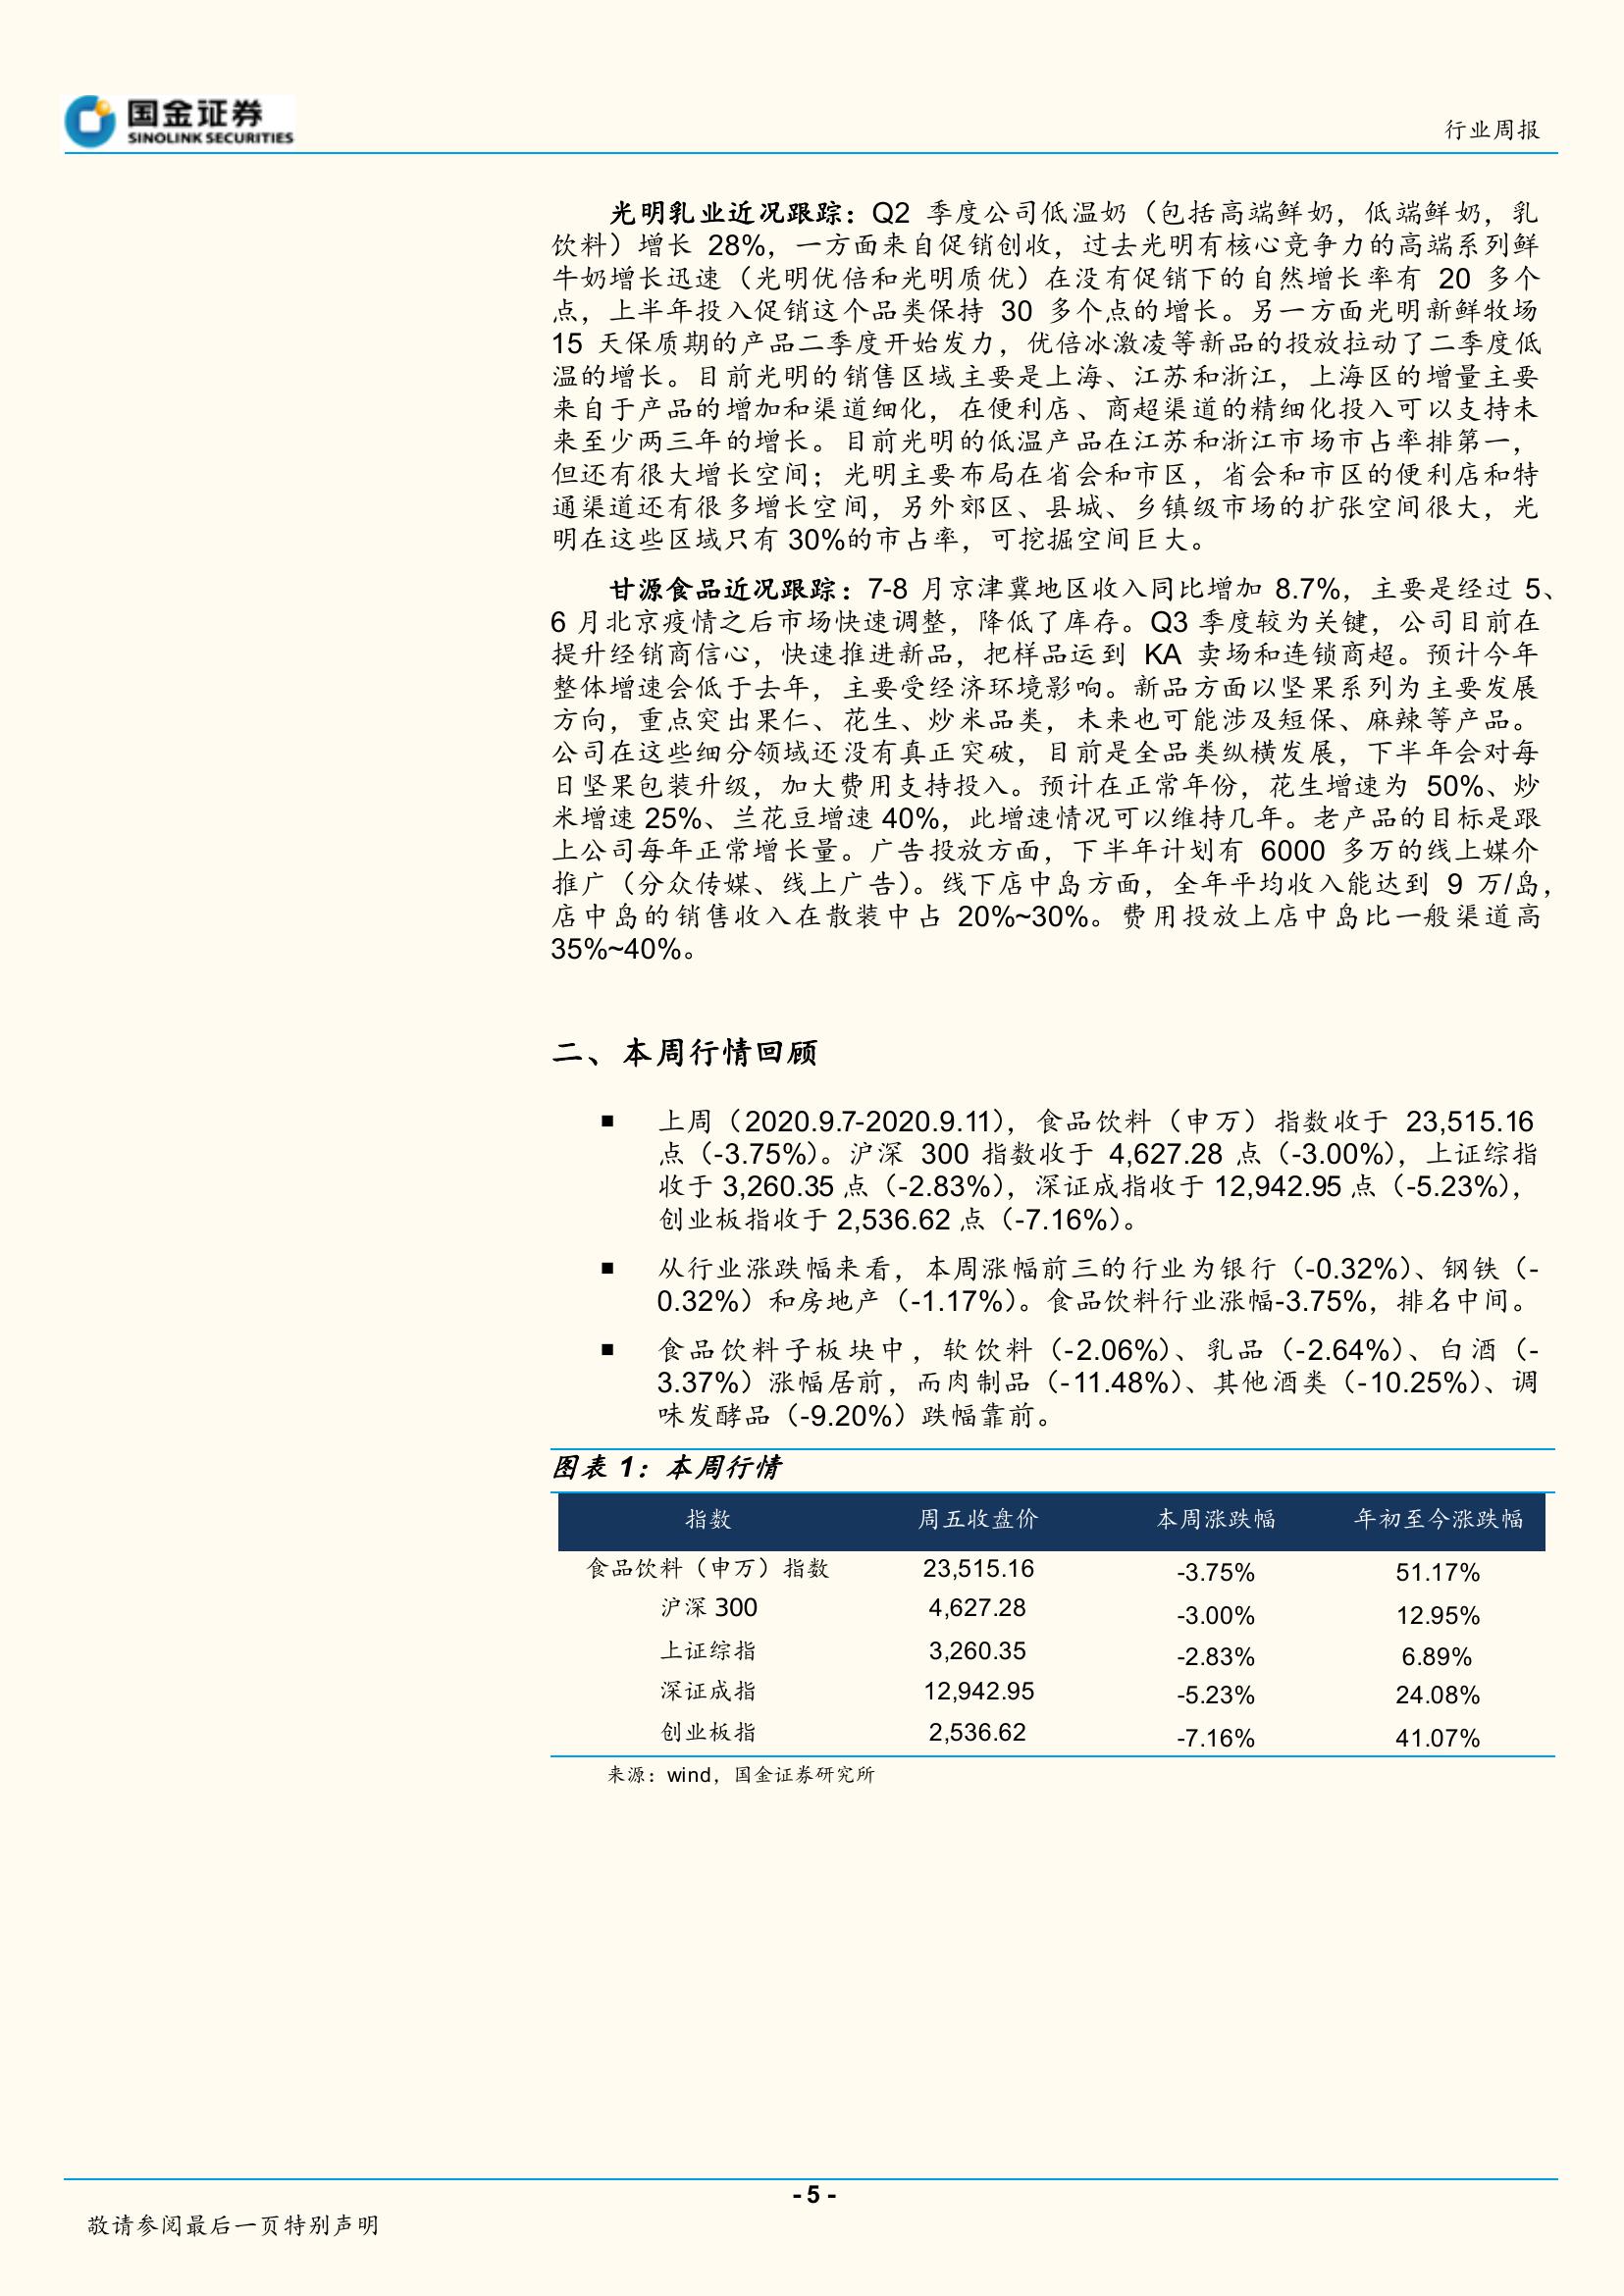 国金证券
SINOLINK SECURITIES
行业周报
光明乳业近况跟踪：Q2 季度公司低温奶（包括高端鲜奶，低端鲜奶，乳
饮料）增长 28%，一方面来自促销创收，过去光明有核心竞争力的高端系列鲜
牛奶增长迅速（光明优倍和光明质优）在没有促销下的自然增长率有 20 多个
点，上半年投入促销这个品类保持 30 多个点的增长。另一方面光明新鲜牧场
15 天保质期的产品二季度开始发力，优倍冰激凌等新品的投放拉动了二季度低
温的增长。目前光明的销售区域主要是上海、江苏和浙江，上海区的增量主要
来自于产品的增加和渠道细化，在便利店、商超渠道的精细化投入可以支持未
来至少两三年的增长。目前光明的低温产品在江苏和浙江市场市占率排第一，
但还有很大增长空间；光明主要布局在省会和市区，省会和市区的便利店和特
通渠道还有很多增长空间，另外郊区、县城、乡镇级市场的扩张空间很大，光
明在这些区域只有 30%的市占率，可挖掘空间巨大。
甘源食品近况跟踪：7-8 月京津冀地区收入同比增加 8.7%，主要是经过 5、
6 月北京疫情之后市场快速调整，降低了库存。Q3 季度较为关键，公司目前在
提升经销商信心，快速推进新品，把样品运到 KA 卖场和连锁商超。预计今年
整体增速会低于去年，主要受经济环境影响。新品方面以坚果系列为主要发展
方向，重点突出果仁、花生、炒米品类，未来也可能涉及短保、麻辣等产品。
公司在这些细分领域还没有真正突破，目前是全品类纵横发展，下半年会对每
日坚果包装升级，加大费用支持投入。预计在正常年份，花生增速为 50%、炒
米增速 25%、兰花豆增速 40%，此增速情况可以维持几年。老产品的目标是跟
上公司每年正常增长量。广告投放方面，下半年计划有 6000 多万的线上媒介
推广（分众传媒、线上广告）。线下店中岛方面，全年平均收入能达到 9 万/岛，
店中岛的销售收入在散装中占 20%~30%。费用投放上店中岛比一般渠道高
35%~40%。
二、本周行情回顾
■ 上周（2020.9.7-2020.9.11），食品饮料（申万）指数收于 23,515.16
点（-3.75%）。沪深 300 指数收于 4,627.28 点（-3.00%），上证综指
收于 3,260.35 点（-2.83%），深证成指收于 12,942.95 点（-5.23%），
创业板指收于 2,536.62 点（-7.16%）。
■ 从行业涨跌幅来看，本周涨幅前三的行业为银行（-0.32%）、钢铁（-
0.32%）和房地产（-1.17%）。食品饮料行业涨幅-3.75%，排名中间。
■ 食品饮料子板块中，软饮料（-2.06%）、乳品（-2.64%）、白酒（-
3.37%）涨幅居前，而肉制品（-11.48%）、其他酒类（-10.25%）、调
味发酵品（-9.20%）跌幅靠前。
图表 1：本周行情
指数 周五收盘价 本周涨跌幅 年初至今涨跌幅
食品饮料（申万）指数 23,515.16 -3.75% 51.17%
沪深 300 4,627.28 -3.00% 12.95%
上证综指 3,260.35 -2.83% 6.89%
深证成指 12,942.95 -5.23% 24.08%
创业板指 2,536.62 -7.16% 41.07%
来源：wind，国金证券研究所
- 5 -
敬请参阅最后一页特别声明